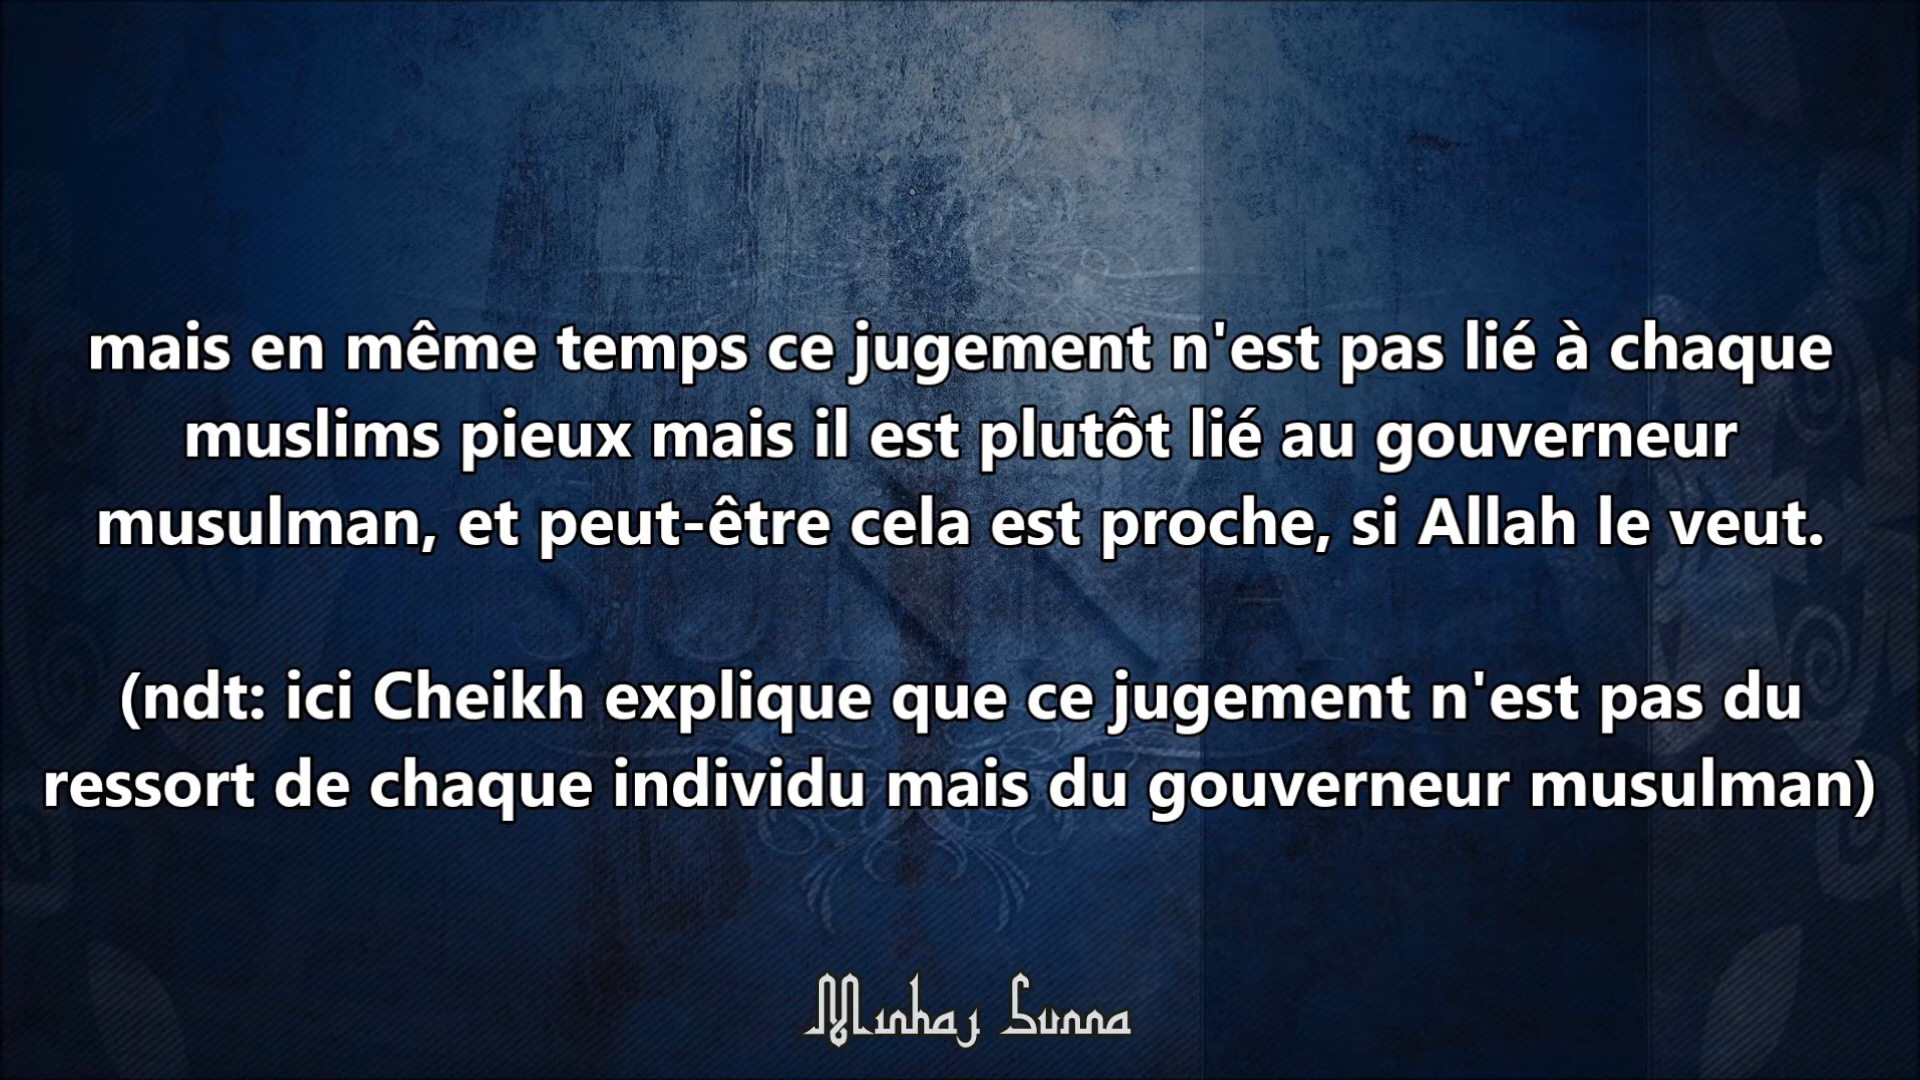 mais en même temps ce jugement n'est pas lié à chaque
muslims pieux mais il est plutôt lié au gouverneur
musulman, et peut-être cela est proche, si Allah le veut.
(ndt: ici Cheikh explique que ce jugement n'est pas du
ressort de chaque individu mais du gouverneur musulman)
SUNNA
Minhaj Sunna